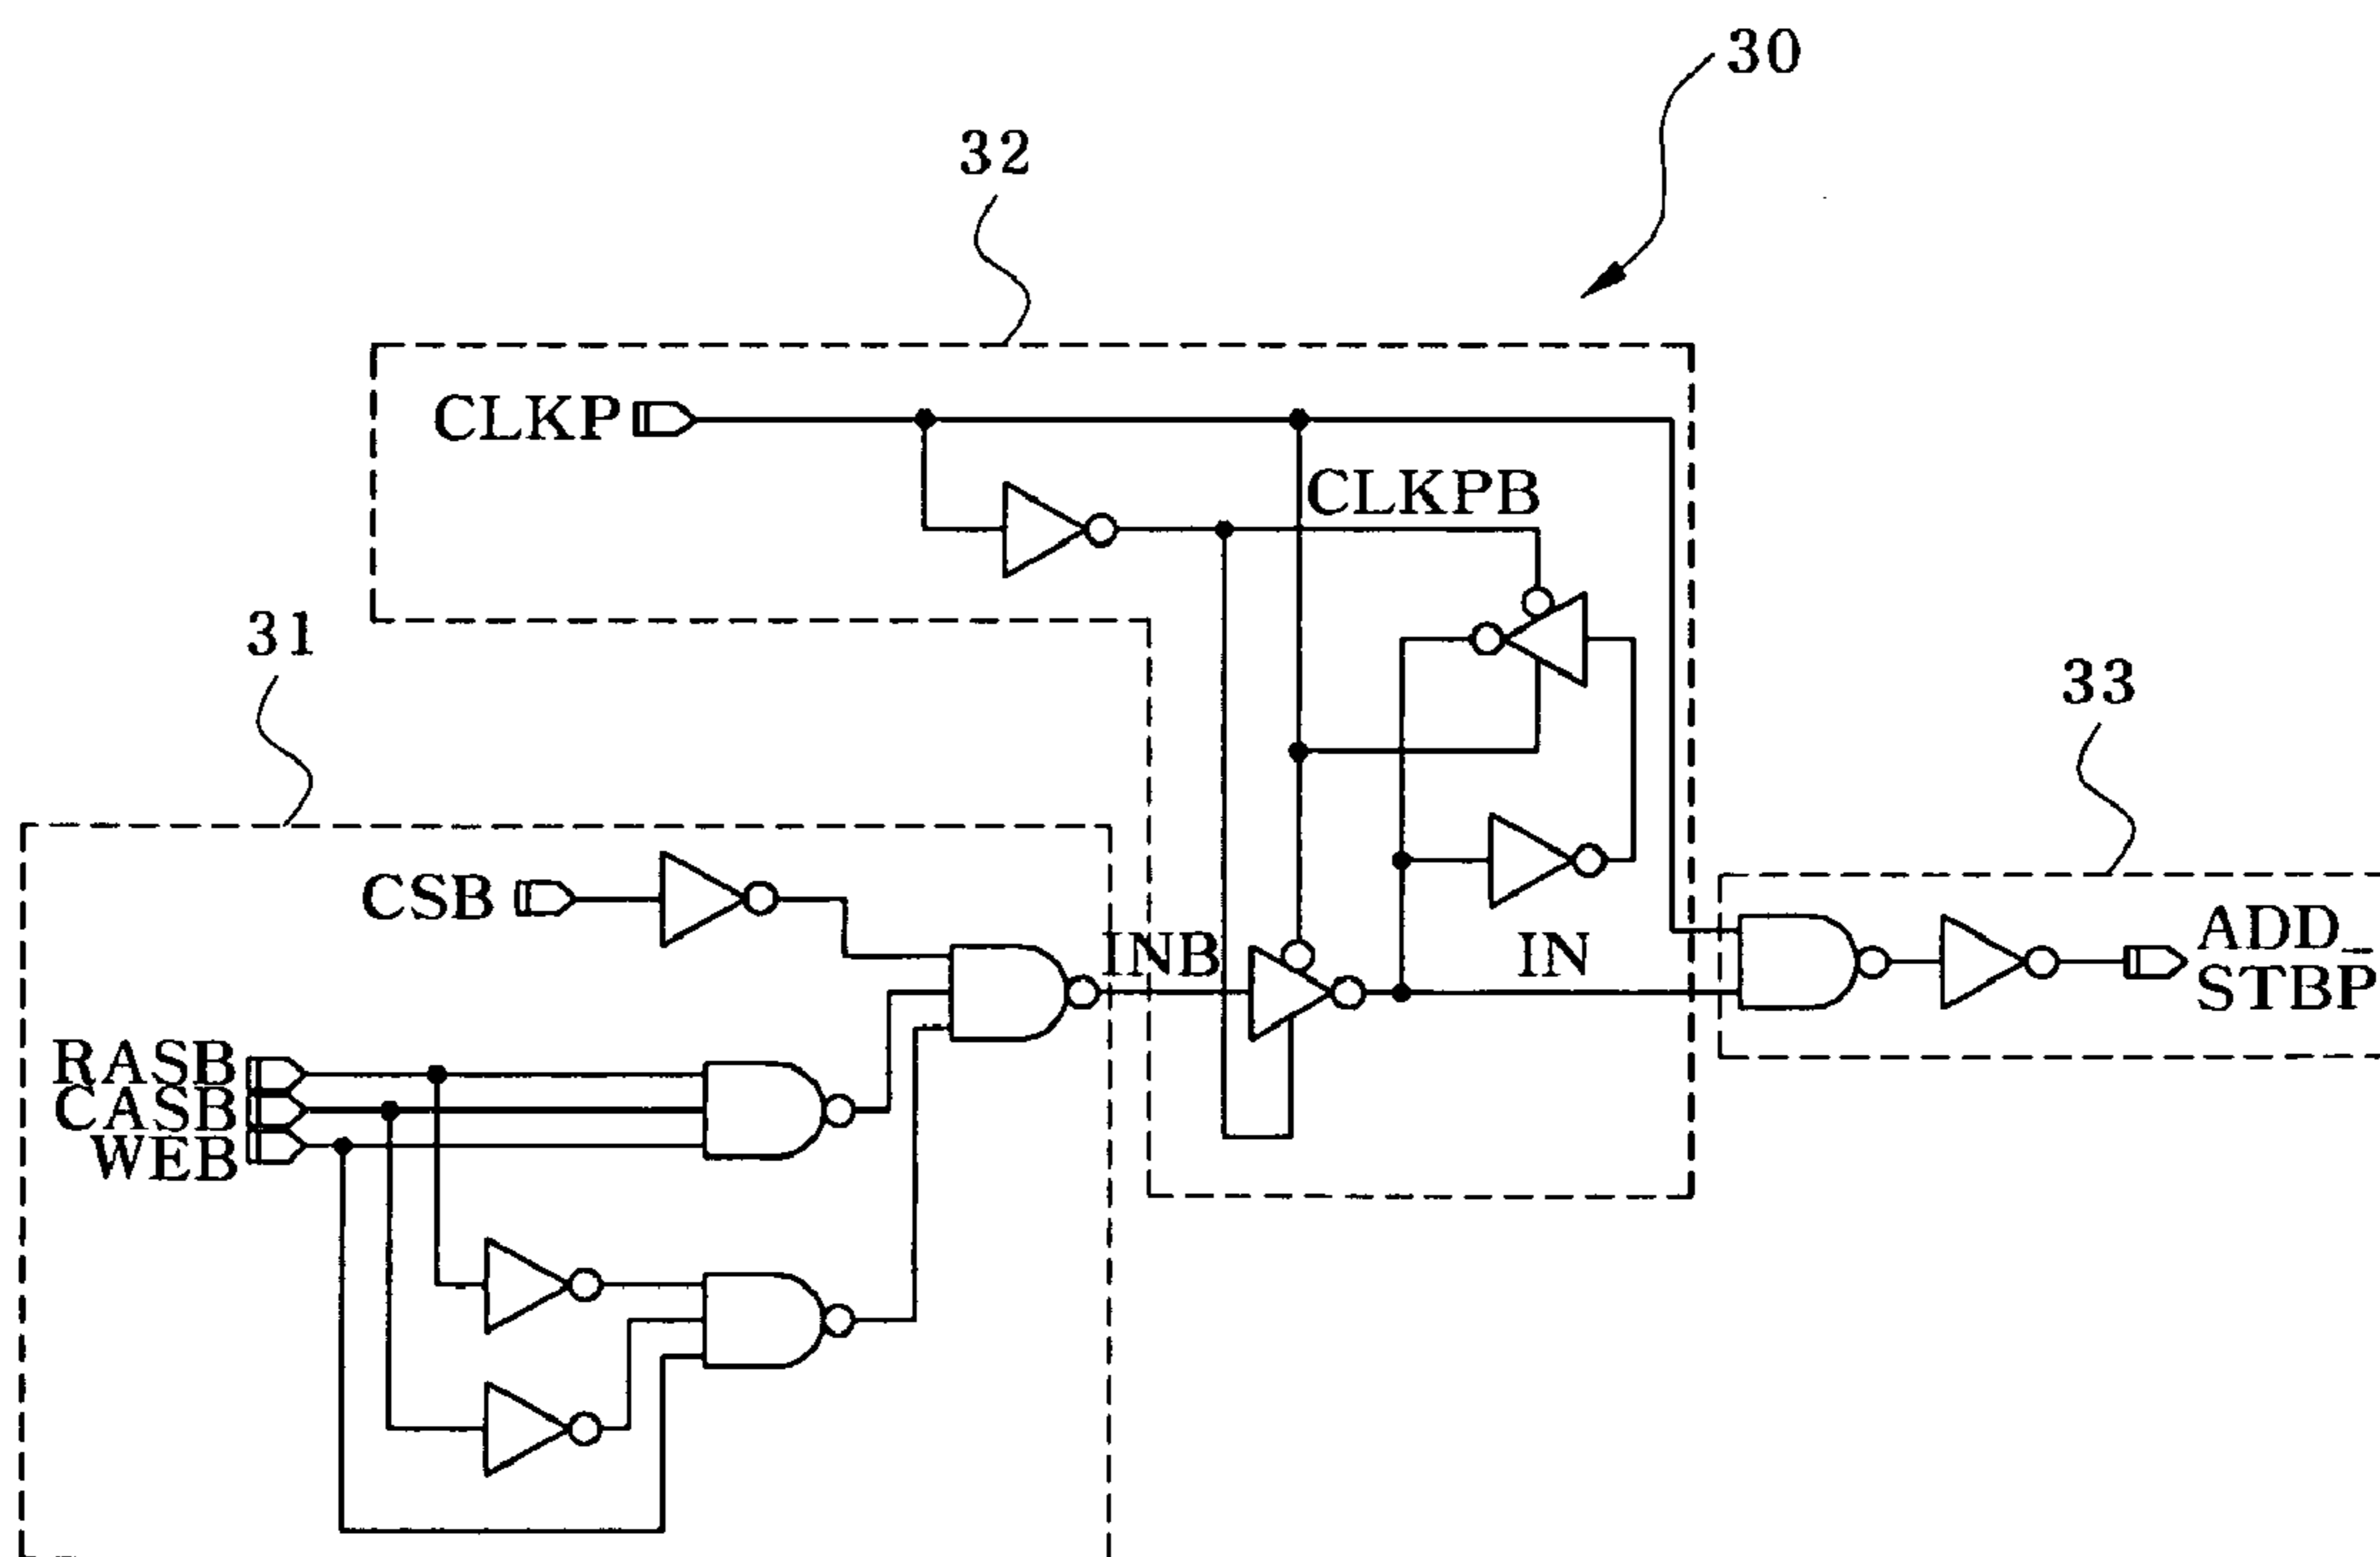 30
32
CLKP
CLKPB
31
33
CSB
INB
IN
ADD_
STBP
RASB
CASB
WEB